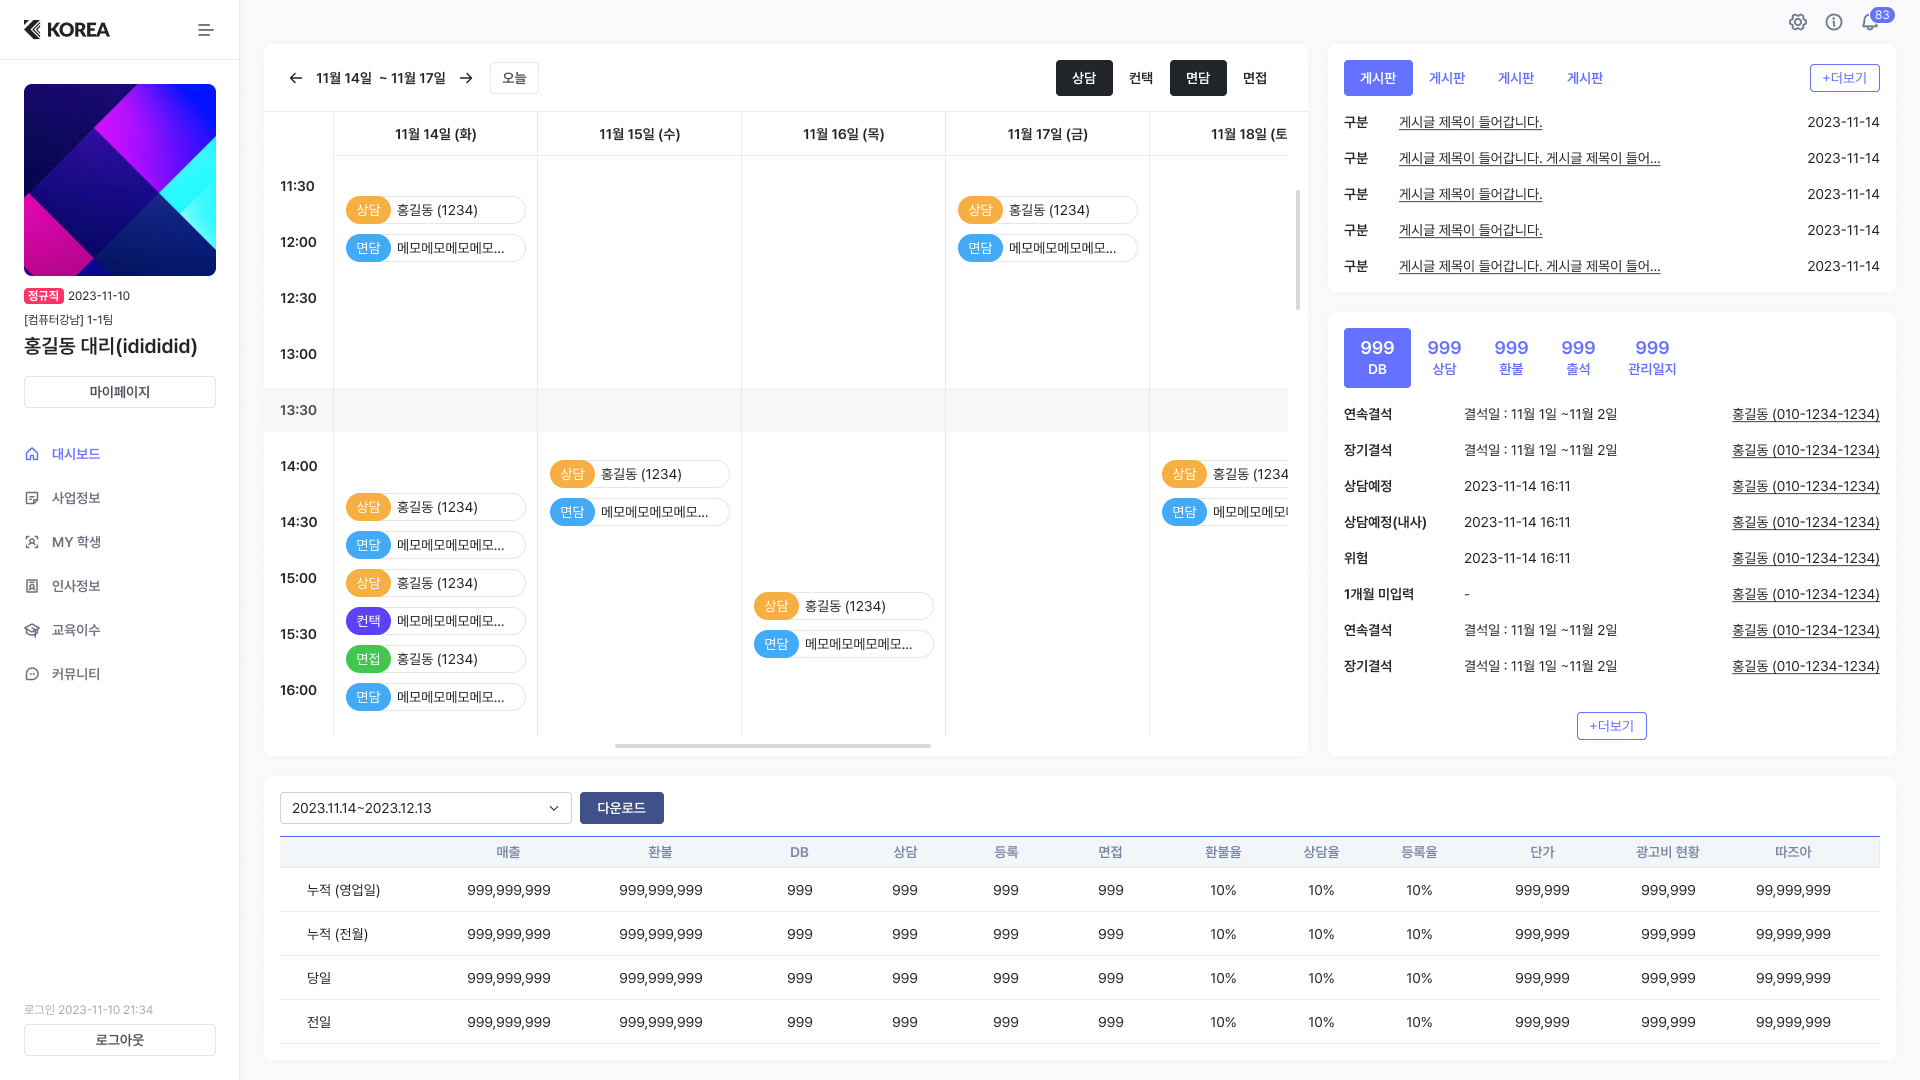 KOREA
83
정규직 2023-11-10
[컴퓨터강남] 1-1팀
홍길동 대리(idididid)
마이페이지
대시보드
사업정보
MY 학생
인사정보
교육이수
커뮤니티
로그인 2023-11-10 21:34
로그아웃
11월 14일 ~ 11월 17일 오늘
상담 컨택 면담 면접
11월 14일 (화) 11월 15일 (수) 11월 16일 (목) 11월 17일 (금) 11월 18일 (토
11:30
상담 홍길동 (1234) 상담 홍길동 (1234)
12:00
면담 메모메모메모메모... 면담 메모메모메모메모...
12:30
13:00
13:30
14:00
상담 홍길동 (1234) 상담 홍길동 (1234
상담 홍길동 (1234) 면담 메모메모메모메모... 면담 메모메모메모
14:30
면담 메모메모메모메모...
15:00
상담 홍길동 (1234)
상담 홍길동 (1234)
컨택 메모메모메모메모...
15:30
면담 메모메모메모메모...
면접 홍길동 (1234)
16:00
면담 메모메모메모메모...
게시판 게시판 게시판 게시판 +더보기
구분 게시글 제목이 들어갑니다. 2023-11-14
구분 게시글 제목이 들어갑니다. 게시글 제목이 들어... 2023-11-14
구분 게시글 제목이 들어갑니다. 2023-11-14
구분 게시글 제목이 들어갑니다. 2023-11-14
구분 게시글 제목이 들어갑니다. 게시글 제목이 들어... 2023-11-14
999 999 999 999 999
DB 상담 환불 출석 관리일지
연속결석 결석일 : 11월 1일 ~11월 2일 홍길동 (010-1234-1234)
장기결석 결석일 : 11월 1일 ~11월 2일 홍길동 (010-1234-1234)
상담예정 2023-11-14 16:11 홍길동 (010-1234-1234)
상담예정(내사) 2023-11-14 16:11 홍길동 (010-1234-1234)
위험 2023-11-14 16:11 홍길동 (010-1234-1234)
1개월 미입력 - 홍길동 (010-1234-1234)
연속결석 결석일 : 11월 1일 ~11월 2일 홍길동 (010-1234-1234)
장기결석 결석일 : 11월 1일 ~11월 2일 홍길동 (010-1234-1234)
+더보기
2023.11.14~2023.12.13 다운로드
매출 환불 DB 상담 등록 면접 환불율 상담율 등록율 단가 광고비 현황 따즈아
누적 (영업일) 999,999,999 999,999,999 999 999 999 999 10% 10% 10% 999,999 999,999 99,999,999
누적 (전월) 999,999,999 999,999,999 999 999 999 999 10% 10% 10% 999,999 999,999 99,999,999
당일 999,999,999 999,999,999 999 999 999 999 10% 10% 10% 999,999 999,999 99,999,999
전일 999,999,999 999,999,999 999 999 999 999 10% 10% 10% 999,999 999,999 99,999,999